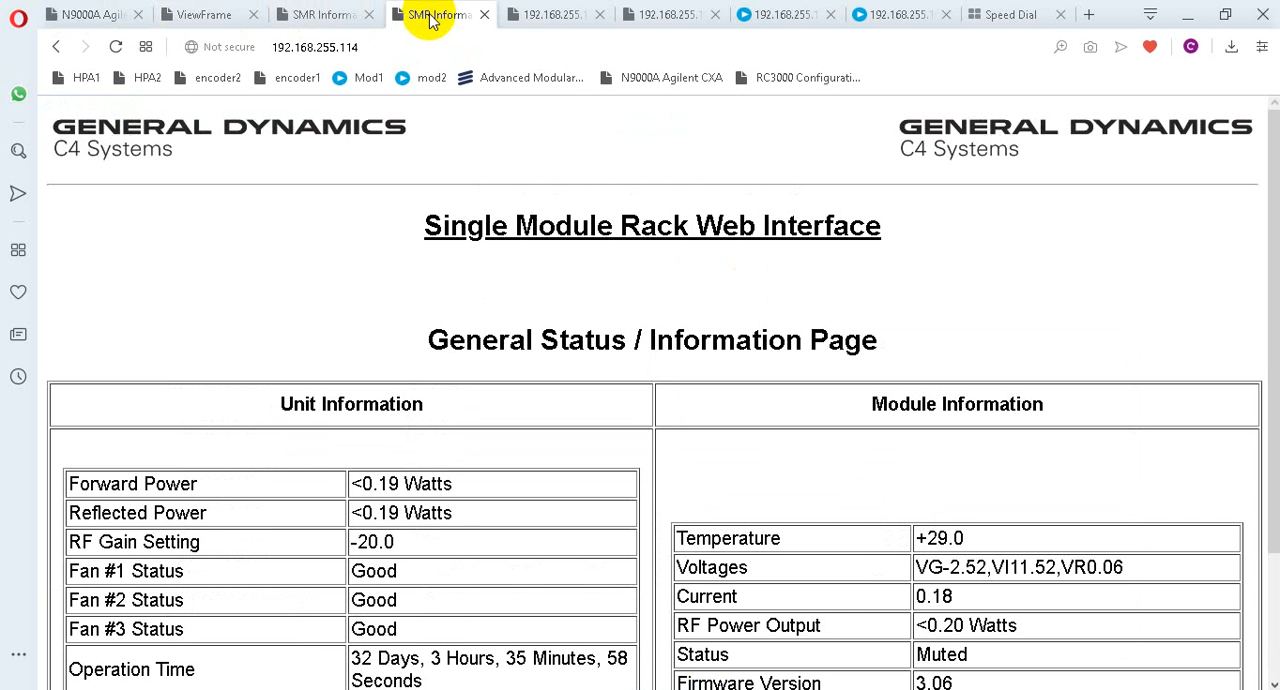 N9000A Agil
ViewFrame
SMR Informa
SMR Informa
192.168.255.1
192.168.255.1
192.168.255.1
192.168.255.1
Speed Dial
Not secure 192.168.255.114
HPA1 HPA2 encoder2 encoder1 Mod1 mod2 Advanced Modular... N9000A Agilent CXA RC3000 Configurati...
GENERAL DYNAMICS
C4 Systems
GENERAL DYNAMICS
C4 Systems
Single Module Rack Web Interface
General Status / Information Page
Unit Information
Forward Power <0.19 Watts
Reflected Power <0.19 Watts
RF Gain Setting -20.0
Fan #1 Status Good
Fan #2 Status Good
Fan #3 Status Good
Operation Time 32 Days, 3 Hours, 35 Minutes, 58
Seconds
Module Information
Temperature +29.0
Voltages VG-2.52,VI11.52,VR0.06
Current 0.18
RF Power Output <0.20 Watts
Status Muted
Firmware Version 3.06